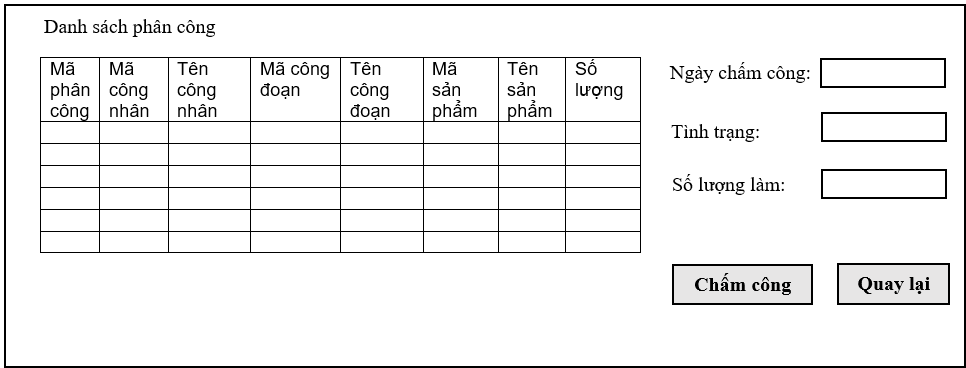 Danh sách phân công
Mã phân công
Mã công nhân
Tên công nhân
Mã công đoạn
Tên công đoạn
Mã sản phẩm
Tên sản phẩm
Số lượng
Ngày chấm công:
Tình trạng:
Số lượng làm:
Chấm công
Quay lại